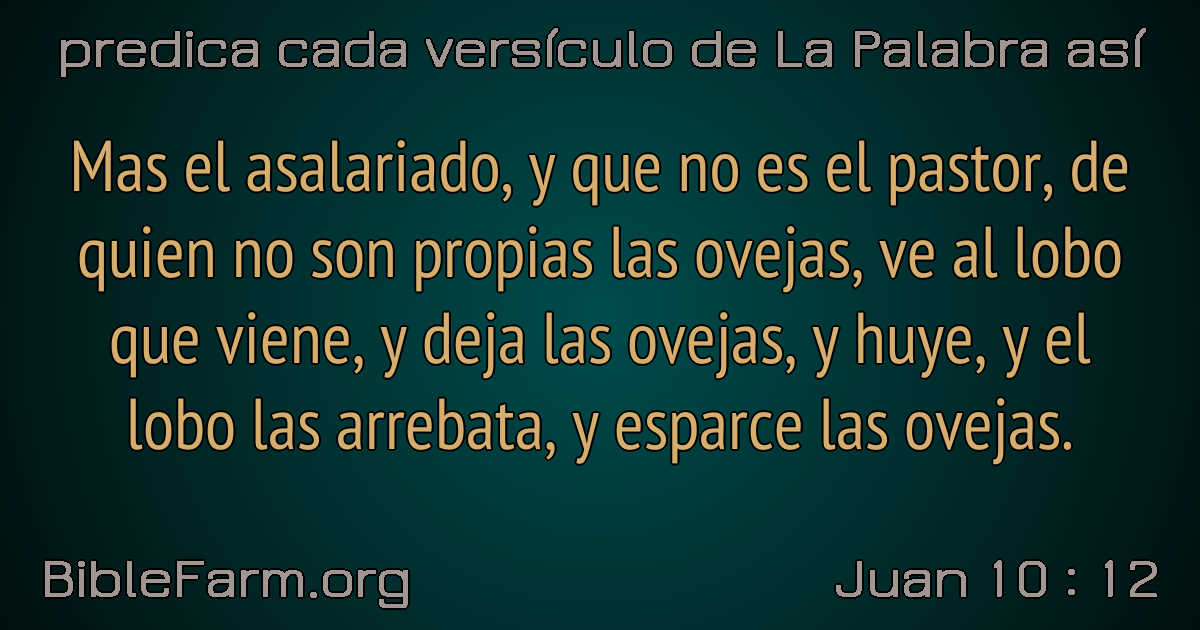 predica cada versículo de La Palabra así
Mas el asalariado, y que no es el pastor, de
quien no son propias las ovejas, ve al lobo
que viene, y deja las ovejas, y huye, y el
lobo las arrebata, y esparce las ovejas.
BibleFarm.org
Juan 10 : 12